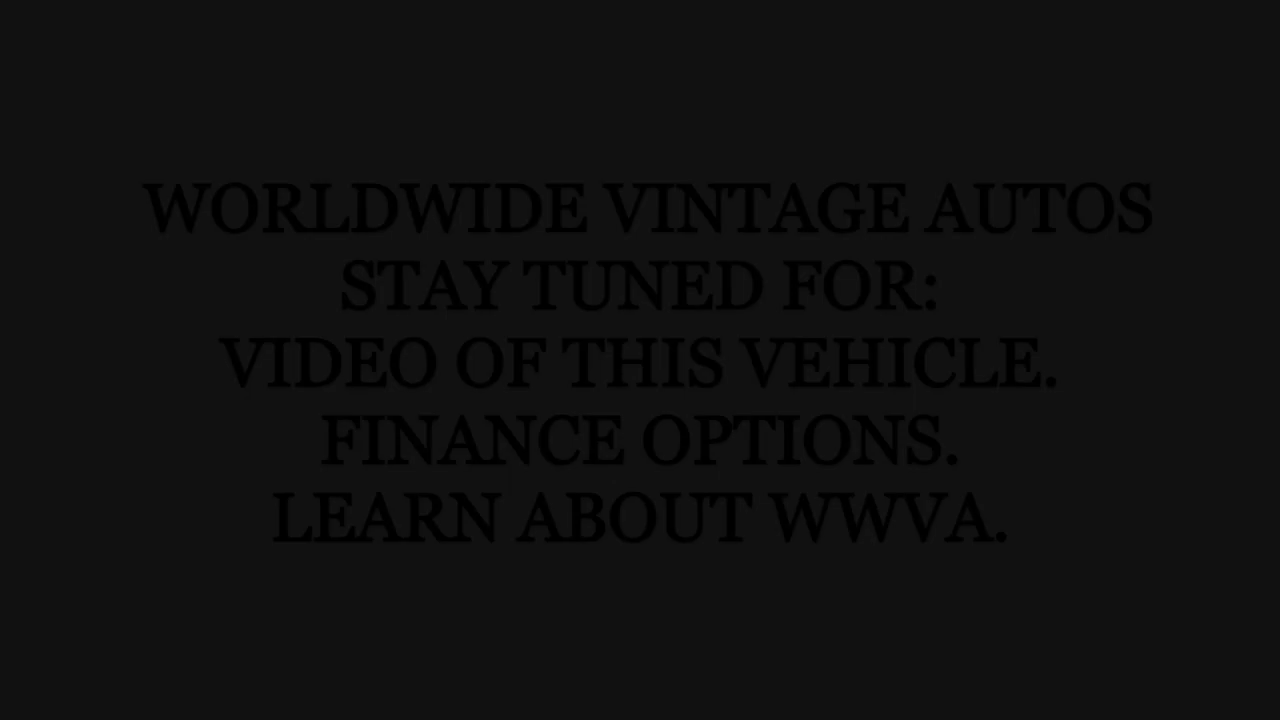 WORLDWIDE VINTAGE AUTOS
STAY TUNED FOR:
VIDEO OF THIS VEHICLE.
FINANCE OPTIONS.
LEARN ABOUT WWVA.